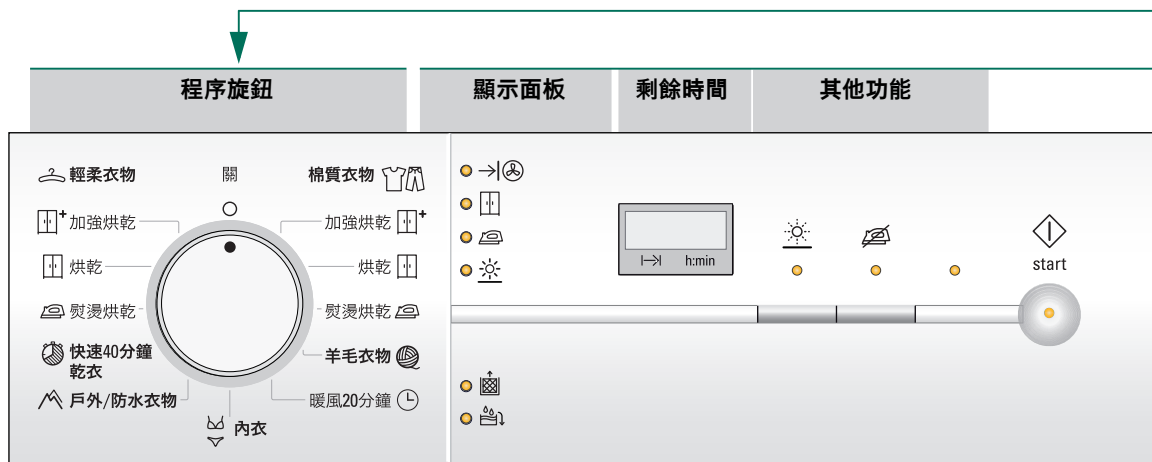 程序旋鈕
顯示面板
剩餘時間
其他功能
輕柔衣物
關
棉質衣物
加強烘乾
加強烘乾
烘乾
烘乾
熨燙烘乾
熨燙烘乾
快速40分鐘
乾衣
羊毛衣物
戶外/防水衣物
暖風20分鐘
內衣
h:min
start